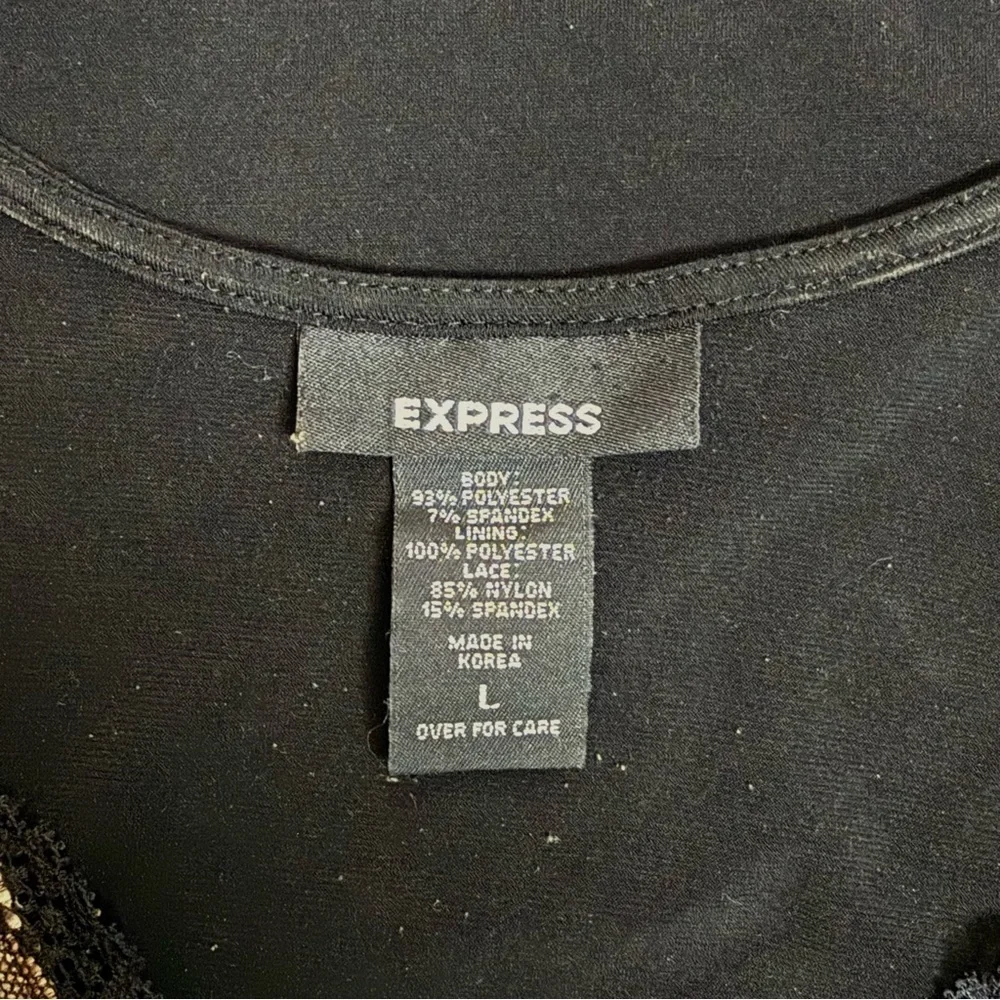 EXPRESS
BODY:
93% POLYESTER
7% SPANDEX
LINING:
100% POLYESTER
LACE:
85% NYLON
15% SPANDEX
MADE IN
KOREA
L
OVER FOR CARE